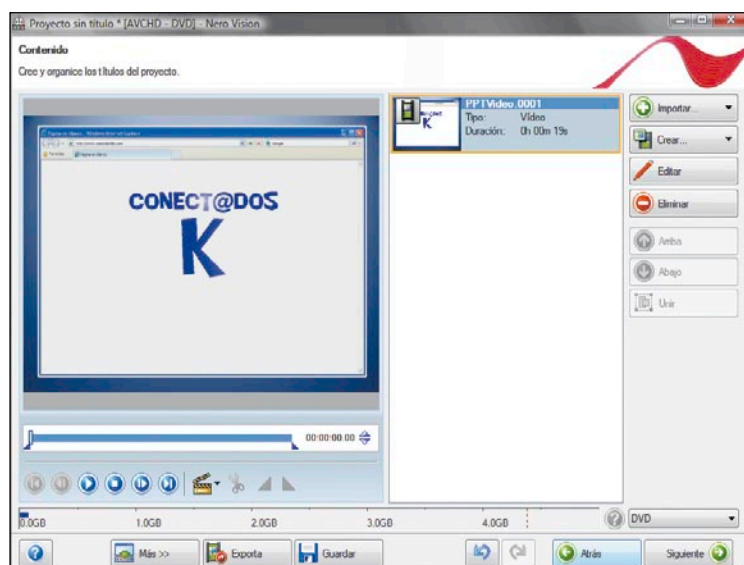 Proyecto sin título * [AVCHD - DVD] - Nero Vision
Contenido
Cree y organice los títulos del proyecto.
CONECT@DOS
K
PPTVideo.0001
Tipo: Vídeo
Duración: 0h 00m 19s
Importar...
Crear...
Editar
Eliminar
Arriba
Abajo
Unir
00:00:00.00
0.0GB 1.0GB 2.0GB 3.0GB 4.0GB
DVD
Más >>
Exporta
Guardar
Atrás
Siguiente